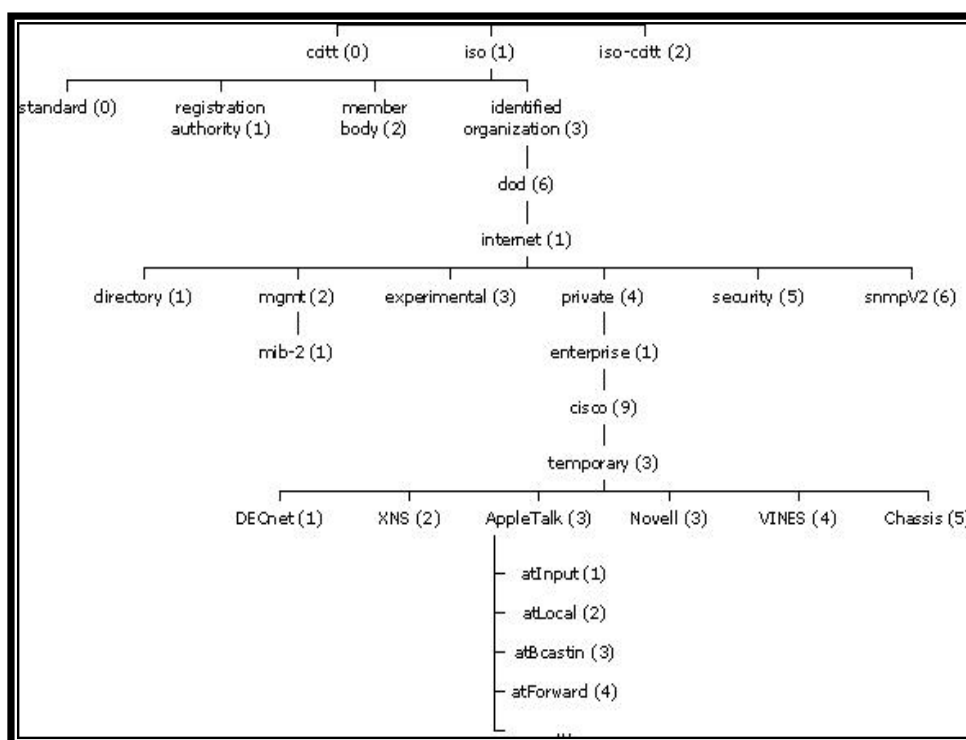 ccitt (0) iso (1) iso-ccitt (2)
standard (0) registration authority (1) member body (2) identified organization (3)
dod (6)
internet (1)
directory (1) mgmt (2) experimental (3) private (4) security (5) snmpV2 (6)
mib-2 (1) enterprise (1)
cisco (9)
temporary (3)
DECnet (1) XNS (2) AppleTalk (3) Novell (3) VINES (4) Chassis (5)
atInput (1)
atLocal (2)
atBcastin (3)
atForward (4)
...